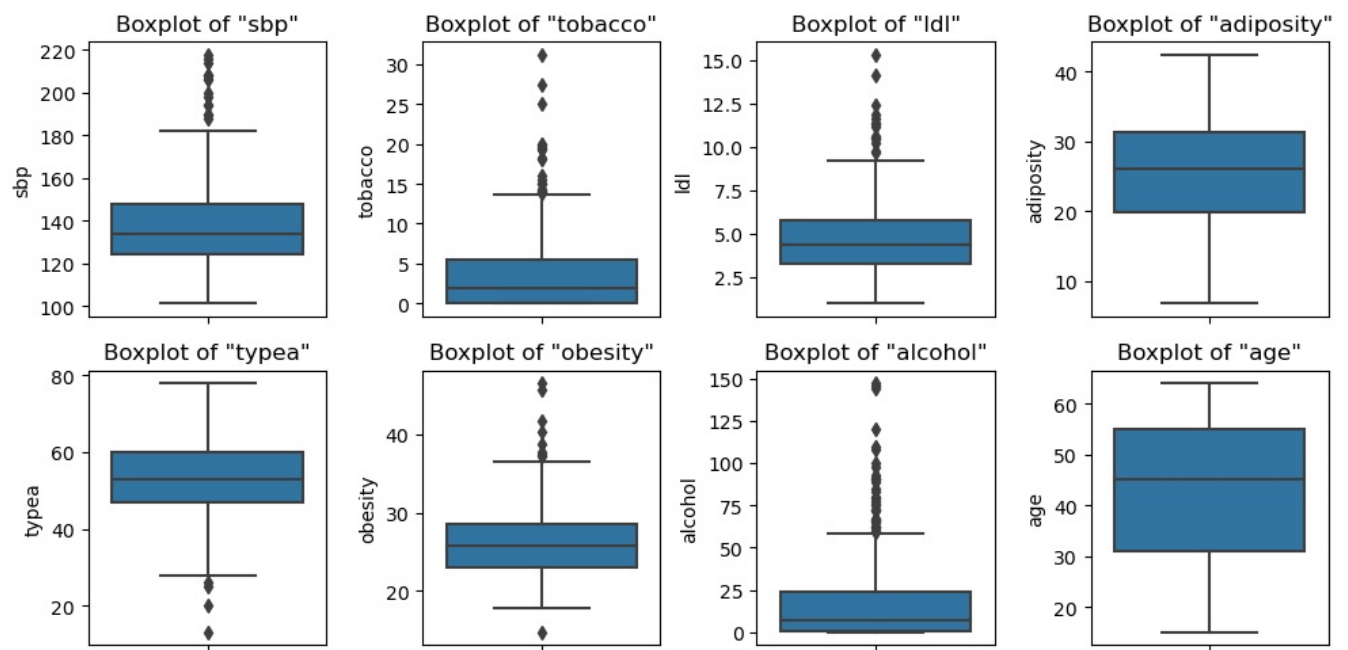 Boxplot of "sbp"
220
200
180
160
140
120
100
sbp
Boxplot of "tobacco"
30
25
20
15
10
5
0
tobacco
Boxplot of "ldl"
15.0
12.5
10.0
7.5
5.0
2.5
ldl
Boxplot of "adiposity"
40
30
20
10
adiposity
Boxplot of "typea"
80
60
40
20
typea
Boxplot of "obesity"
40
30
20
obesity
Boxplot of "alcohol"
150
125
100
75
50
25
0
alcohol
Boxplot of "age"
60
50
40
30
20
age